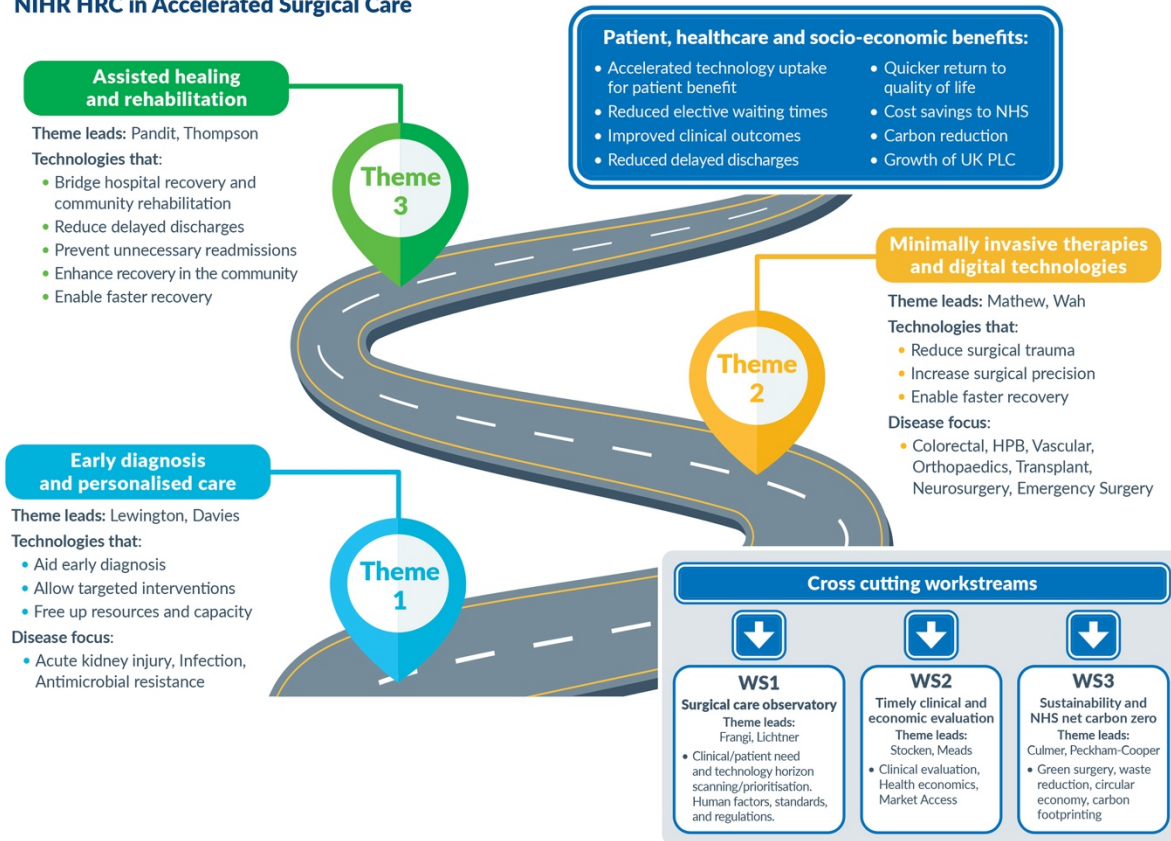 NIHR HRC in Accelerated Surgical Care
Patient, healthcare and socio-economic benefits:
• Accelerated technology uptake
for patient benefit
• Reduced elective waiting times
• Improved clinical outcomes
• Reduced delayed discharges
• Quicker return to
quality of life
• Cost savings to NHS
• Carbon reduction
• Growth of UK PLC
Assisted healing
and rehabilitation
Theme leads: Pandit, Thompson
Technologies that:
• Bridge hospital recovery and
community rehabilitation
• Reduce delayed discharges
• Prevent unnecessary readmissions
• Enhance recovery in the community
• Enable faster recovery
Theme
3
Minimally invasive therapies
and digital technologies
Theme leads: Mathew, Wah
Technologies that:
• Reduce surgical trauma
• Increase surgical precision
• Enable faster recovery
Disease focus:
• Colorectal, HPB, Vascular,
Orthopaedics, Transplant,
Neurosurgery, Emergency Surgery
Theme
2
Early diagnosis
and personalised care
Theme leads: Lewington, Davies
Technologies that:
• Aid early diagnosis
• Allow targeted interventions
• Free up resources and capacity
Disease focus:
• Acute kidney injury, Infection,
Antimicrobial resistance
Theme
1
Cross cutting workstreams
WS1
Surgical care observatory
Theme leads:
Frangi, Lichtner
• Clinical/patient need
and technology horizon
scanning/prioritisation.
Human factors, standards,
and regulations.
WS2
Timely clinical and
economic evaluation
Theme leads:
Stocken, Meads
• Clinical evaluation,
Health economics,
Market Access
WS3
Sustainability and
NHS net carbon zero
Theme leads:
Culmer, Peckham-Cooper
• Green surgery, waste
reduction, circular
economy, carbon
footprinting